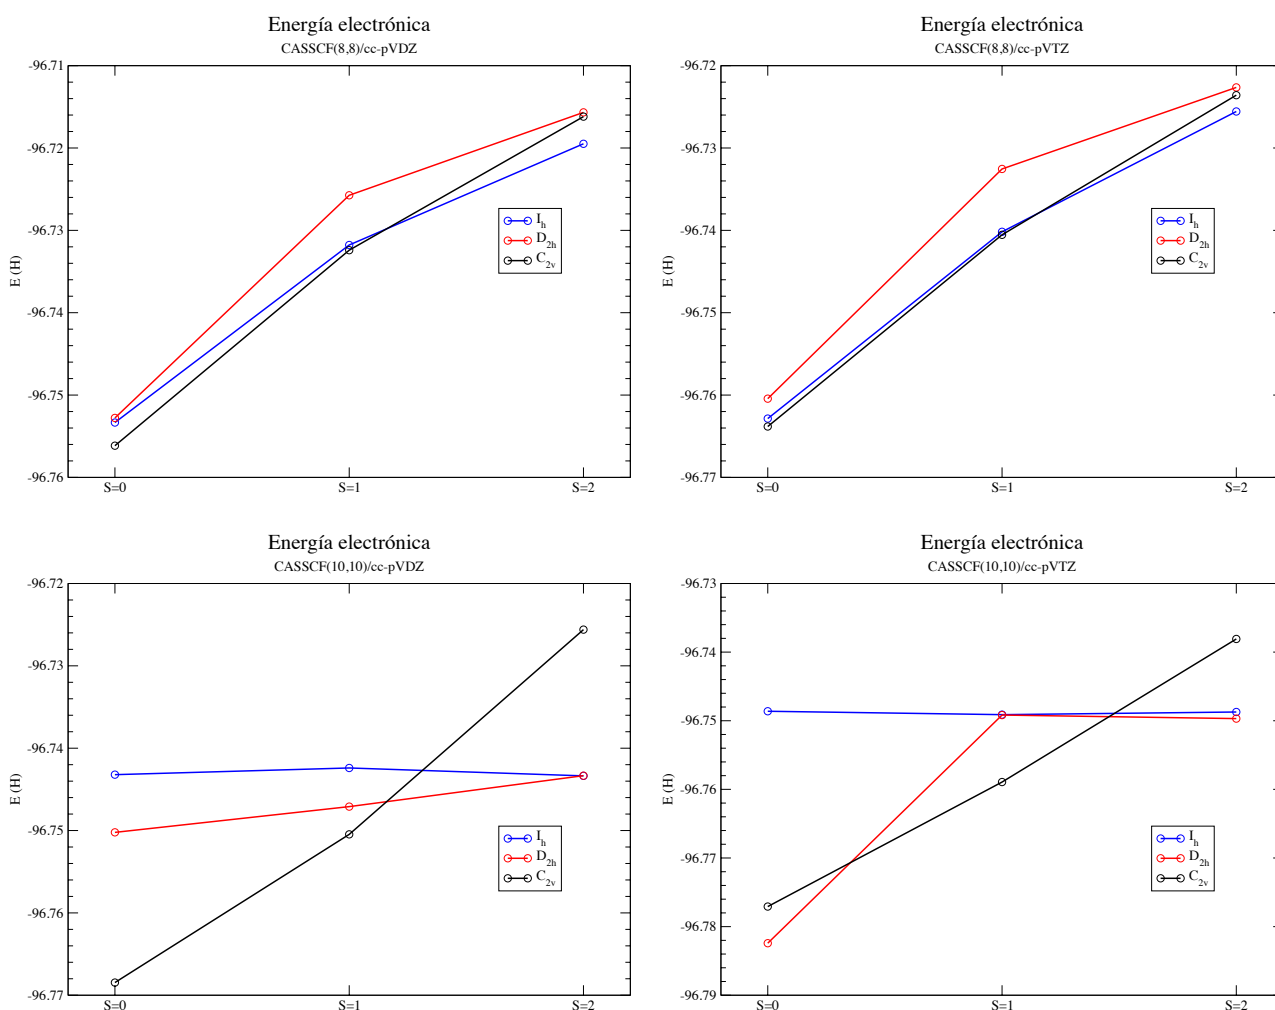 Energía electrónica
CASSCF(8,8)/cc-pVDZ
-96.71
-96.72
-96.73
-96.74
-96.75
-96.76
E (H)
S=0
S=1
S=2
I_h
D_2h
C_2v
Energía electrónica
CASSCF(8,8)/cc-pVTZ
-96.72
-96.73
-96.74
-96.75
-96.76
-96.77
E (H)
S=0
S=1
S=2
I_h
D_2h
C_2v
Energía electrónica
CASSCF(10,10)/cc-pVDZ
-96.72
-96.73
-96.74
-96.75
-96.76
-96.77
E (H)
S=0
S=1
S=2
I_h
D_2h
C_2v
Energía electrónica
CASSCF(10,10)/cc-pVTZ
-96.73
-96.74
-96.75
-96.76
-96.77
-96.78
-96.79
E (H)
S=0
S=1
S=2
I_h
D_2h
C_2v